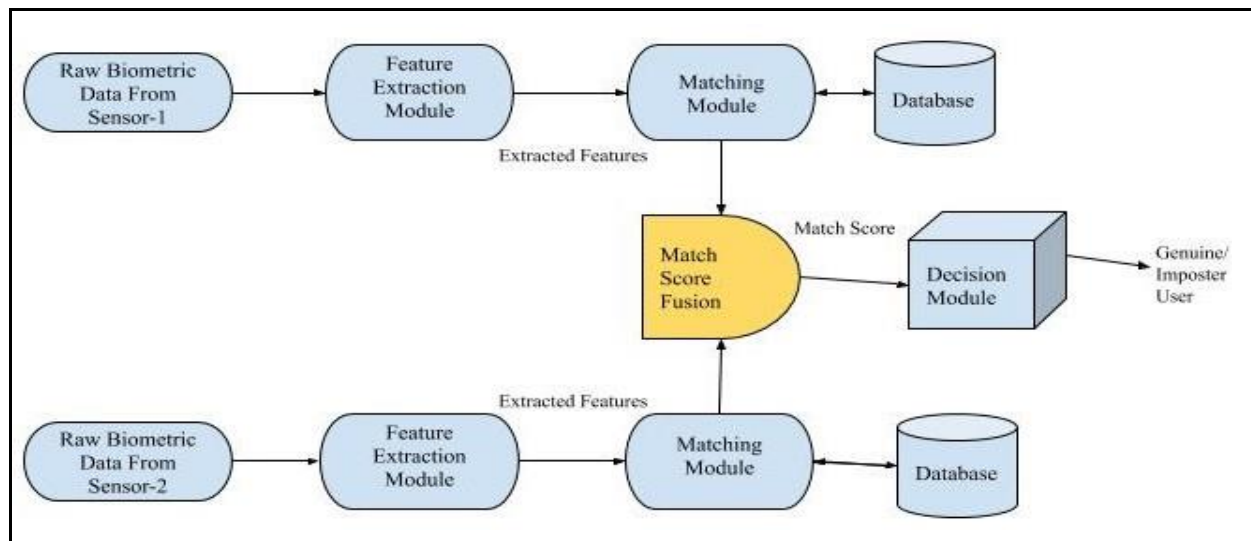 Raw Biometric
Data From
Sensor-1
Feature
Extraction
Module
Extracted Features
Matching
Module
Database
Match
Score
Fusion
Match Score
Decision
Module
Genuine/
Imposter
User
Raw Biometric
Data From
Sensor-2
Feature
Extraction
Module
Extracted Features
Matching
Module
Database